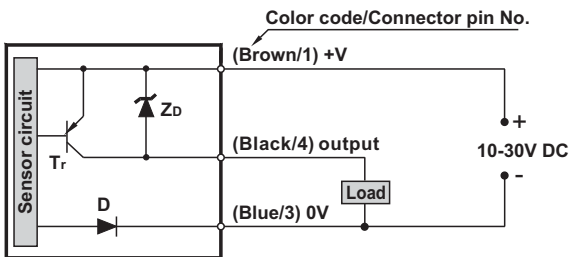 Color code/Connector pin No.
(Brown/1) +V
Sensor circuit
ZD
Tr
(Black/4) output
+
10-30V DC
-
Load
D
(Blue/3) 0V